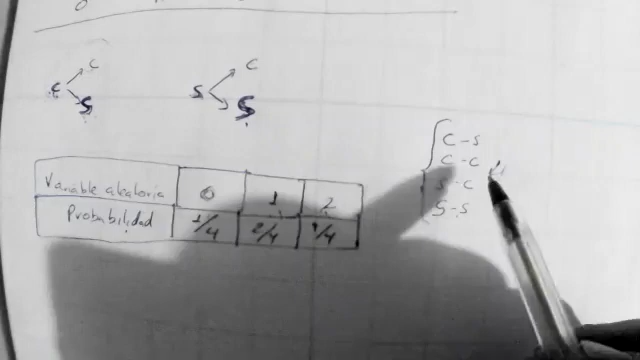 C
C
S
C
S
S
C-S
C-C
S-C
S-S
Variable aleatoria 0 1 2
Probabilidad 1/4 2/4 1/4